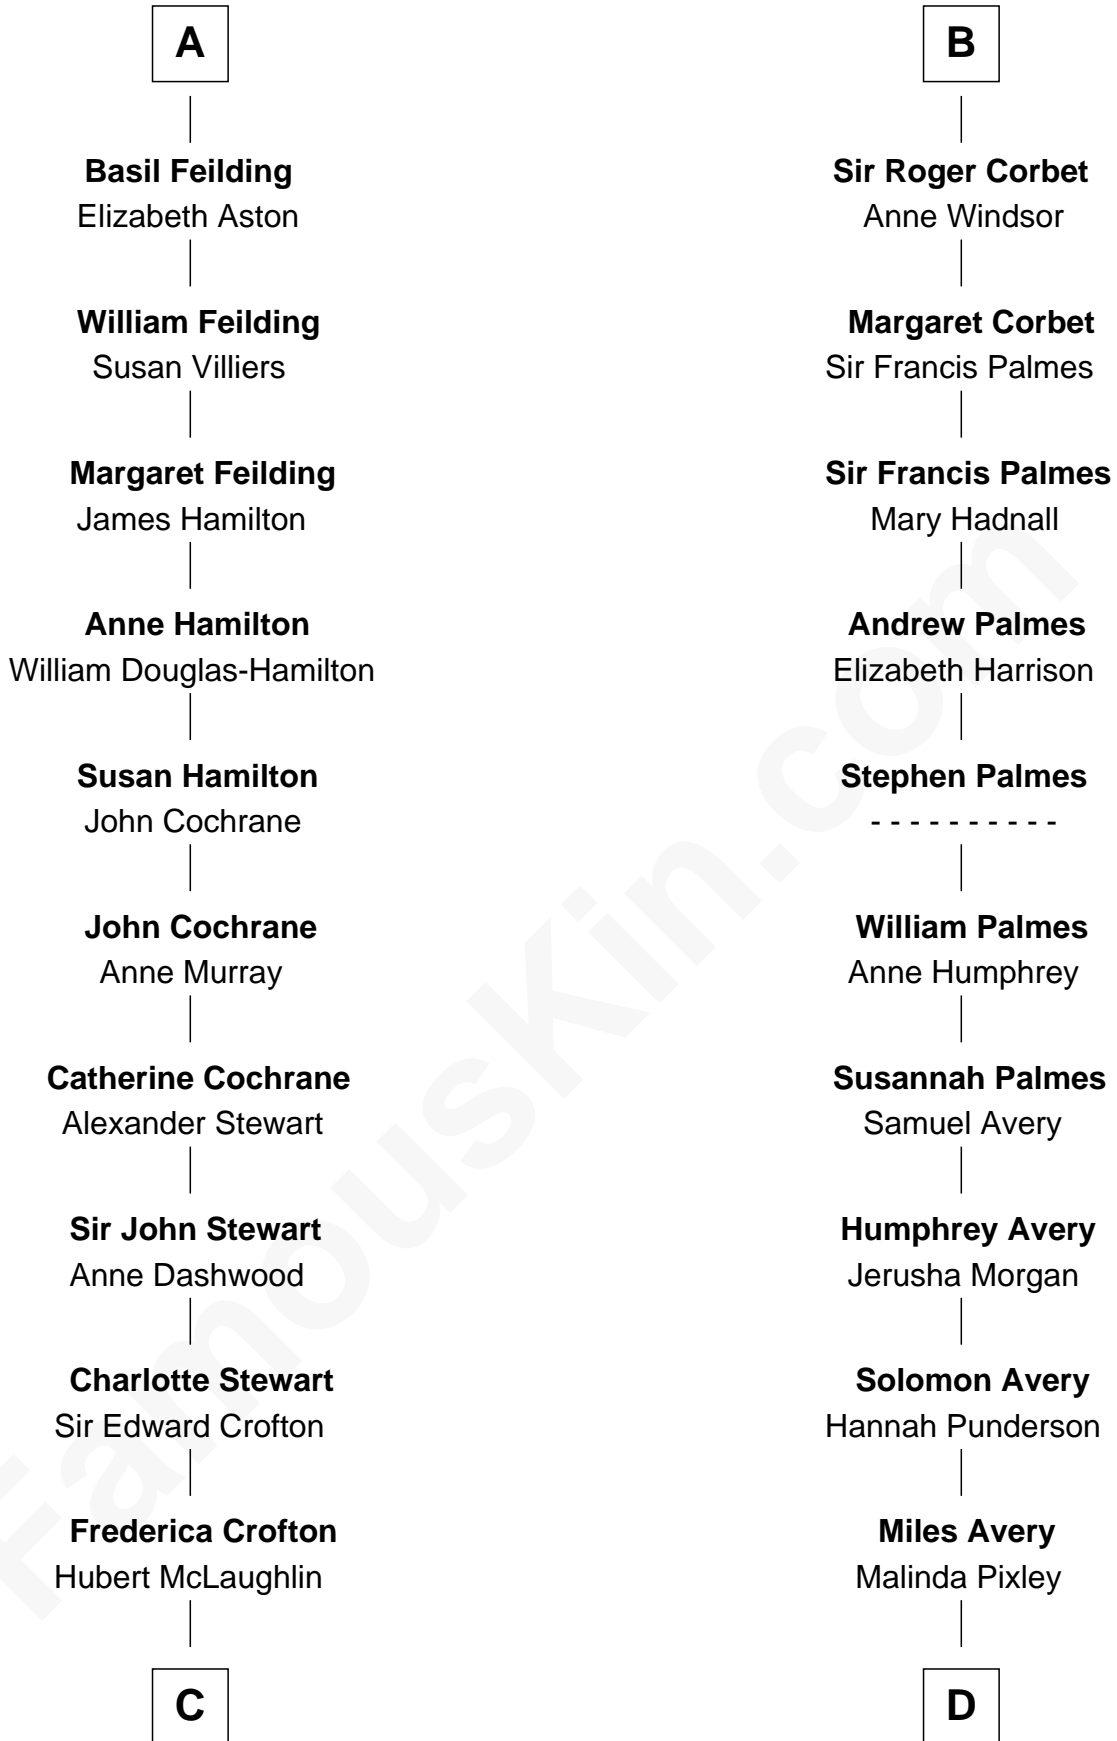 A
Basil Feilding
Elizabeth Aston
William Feilding
Susan Villiers
Margaret Feilding
James Hamilton
Anne Hamilton
William Douglas-Hamilton
Susan Hamilton
John Cochrane
John Cochrane
Anne Murray
Catherine Cochrane
Alexander Stewart
Sir John Stewart
Anne Dashwood
Charlotte Stewart
Sir Edward Crofton
Frederica Crofton
Hubert McLaughlin
C
B
Sir Roger Corbet
Anne Windsor
Margaret Corbet
Sir Francis Palmes
Sir Francis Palmes
Mary Hadnall
Andrew Palmes
Elizabeth Harrison
Stephen Palmes
- - - - - - - - - -
William Palmes
Anne Humphrey
Susannah Palmes
Samuel Avery
Humphrey Avery
Jerusha Morgan
Solomon Avery
Hannah Punderson
Miles Avery
Malinda Pixley
D
FamousKin.com